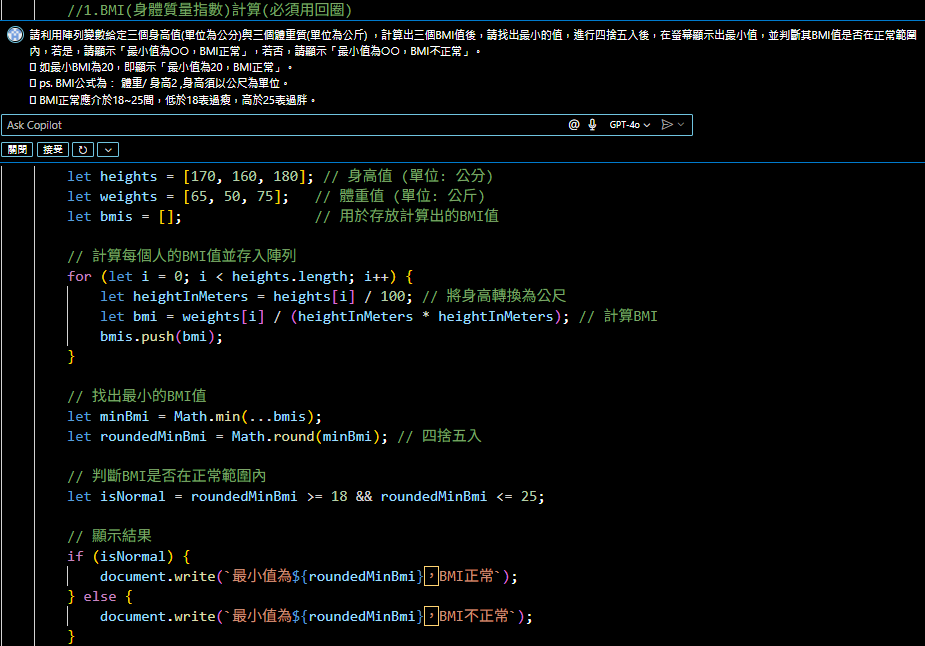 //1.BMI(身體質量指數)計算(必須用回圈)
請利用陣列變數給定三個身高值(單位為公分)與三個體重質(單位為公斤) ，計算出三個BMI值後，請找出最小的值，進行四捨五入後，在螢幕顯示出最小值，並判斷其BMI值是否在正常範圍
內，若是，請顯示「最小值為○○，BMI正常」，若否，請顯示「最小值為○○，BMI不正常」。
如最小BMI為20，即顯示「最小值為20，BMI正常」。
ps. BMI公式為： 體重/ 身高2 ,身高須以公尺為單位。
BMI正常應介於18~25間，低於18表過瘦，高於25表過胖。
Ask Copilot
@ GPT-4o
關閉 接受
let heights = [170, 160, 180]; // 身高值 (單位: 公分)
let weights = [65, 50, 75];   // 體重值 (單位: 公斤)
let bmis = [];                // 用於存放計算出的BMI值
// 計算每個人的BMI值並存入陣列
for (let i = 0; i < heights.length; i++) {
let heightInMeters = heights[i] / 100; // 將身高轉換為公尺
let bmi = weights[i] / (heightInMeters * heightInMeters); // 計算BMI
bmis.push(bmi);
}
// 找出最小的BMI值
let minBmi = Math.min(...bmis);
let roundedMinBmi = Math.round(minBmi); // 四捨五入
// 判斷BMI是否在正常範圍內
let isNormal = roundedMinBmi >= 18 && roundedMinBmi <= 25;
// 顯示結果
if (isNormal) {
document.write(`最小值為${roundedMinBmi}，BMI正常`);
} else {
document.write(`最小值為${roundedMinBmi}，BMI不正常`);
}